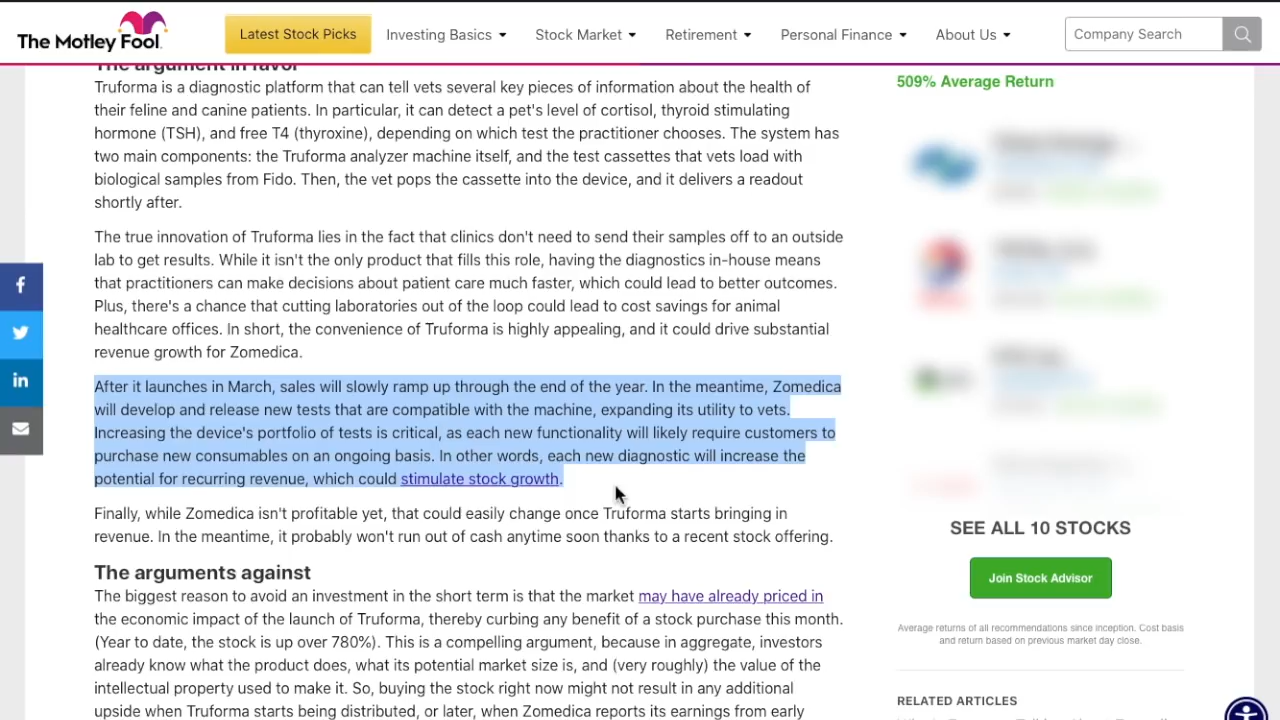 The Motley Fool.
Latest Stock Picks
Investing Basics
Stock Market
Retirement
Personal Finance
About Us
Company Search
The argument in favor
Truforma is a diagnostic platform that can tell vets several key pieces of information about the health of
their feline and canine patients. In particular, it can detect a pet's level of cortisol, thyroid stimulating
hormone (TSH), and free T4 (thyroxine), depending on which test the practitioner chooses. The system has
two main components: the Truforma analyzer machine itself, and the test cassettes that vets load with
biological samples from Fido. Then, the vet pops the cassette into the device, and it delivers a readout
shortly after.
The true innovation of Truforma lies in the fact that clinics don't need to send their samples off to an outside
lab to get results. While it isn't the only product that fills this role, having the diagnostics in-house means
that practitioners can make decisions about patient care much faster, which could lead to better outcomes.
Plus, there's a chance that cutting laboratories out of the loop could lead to cost savings for animal
healthcare offices. In short, the convenience of Truforma is highly appealing, and it could drive substantial
revenue growth for Zomedica.
After it launches in March, sales will slowly ramp up through the end of the year. In the meantime, Zomedica
will develop and release new tests that are compatible with the machine, expanding its utility to vets.
Increasing the device's portfolio of tests is critical, as each new functionality will likely require customers to
purchase new consumables on an ongoing basis. In other words, each new diagnostic will increase the
potential for recurring revenue, which could stimulate stock growth.
Finally, while Zomedica isn't profitable yet, that could easily change once Truforma starts bringing in
revenue. In the meantime, it probably won't run out of cash anytime soon thanks to a recent stock offering.
The arguments against
The biggest reason to avoid an investment in the short term is that the market may have already priced in
the economic impact of the launch of Truforma, thereby curbing any benefit of a stock purchase this month.
(Year to date, the stock is up over 780%). This is a compelling argument, because in aggregate, investors
already know what the product does, what its potential market size is, and (very roughly) the value of the
intellectual property used to make it. So, buying the stock right now might not result in any additional
upside when Truforma starts being distributed, or later, when Zomedica reports its earnings from early
509% Average Return
SEE ALL 10 STOCKS
Join Stock Advisor
Average returns of all recommendations since inception. Cost basis
and return based on previous market day close.
RELATED ARTICLES